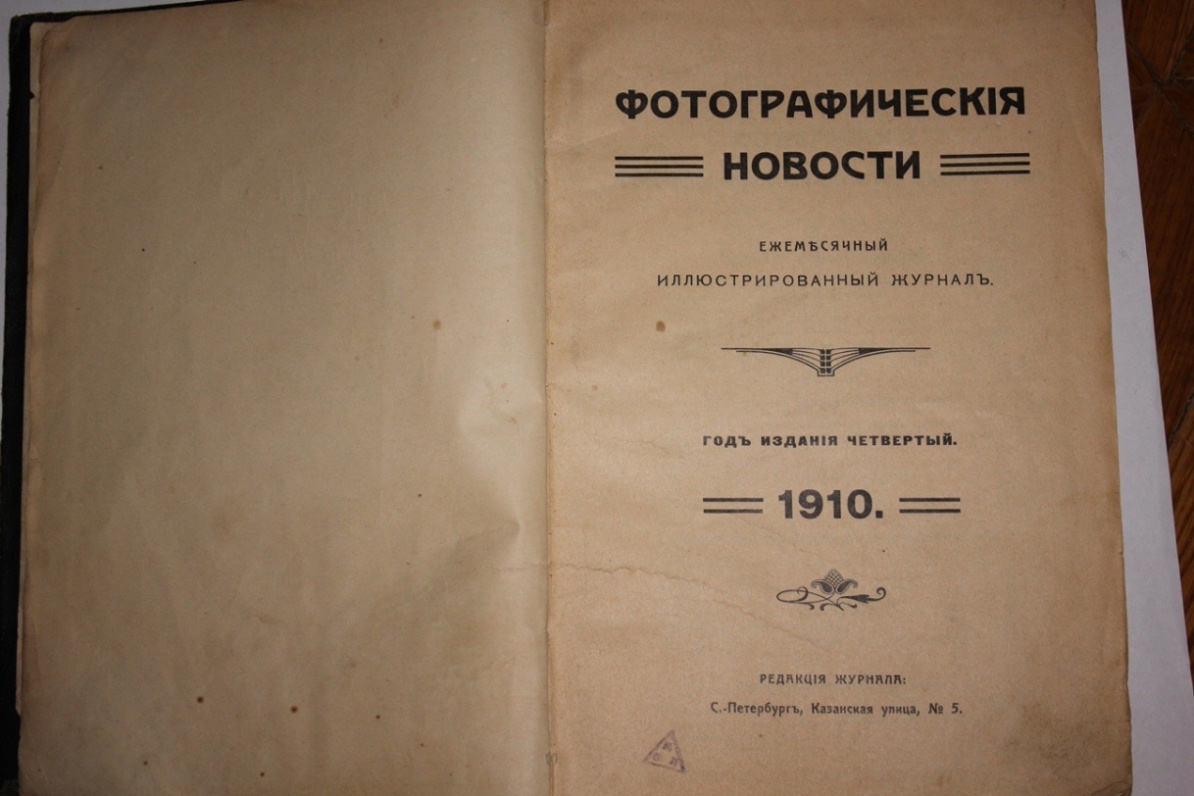 ФОТОГРАФИЧЕСКІЯ
НОВОСТИ
ЕЖЕМѢСЯЧНЫЙ
ИЛЛЮСТРИРОВАННЫЙ ЖУРНАЛЪ.
ГОДЪ ИЗДАНІЯ ЧЕТВЕРТЫЙ.
1910.
РЕДАКЦІЯ ЖУРНАЛА:
С.-Петербургъ, Казанская улица, № 5.